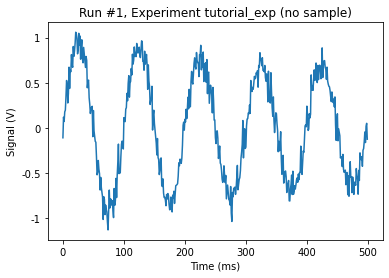 Run #1, Experiment tutorial_exp (no sample)
1
0.5
0
-0.5
-1
Signal (V)
0 100 200 300 400 500
Time (ms)